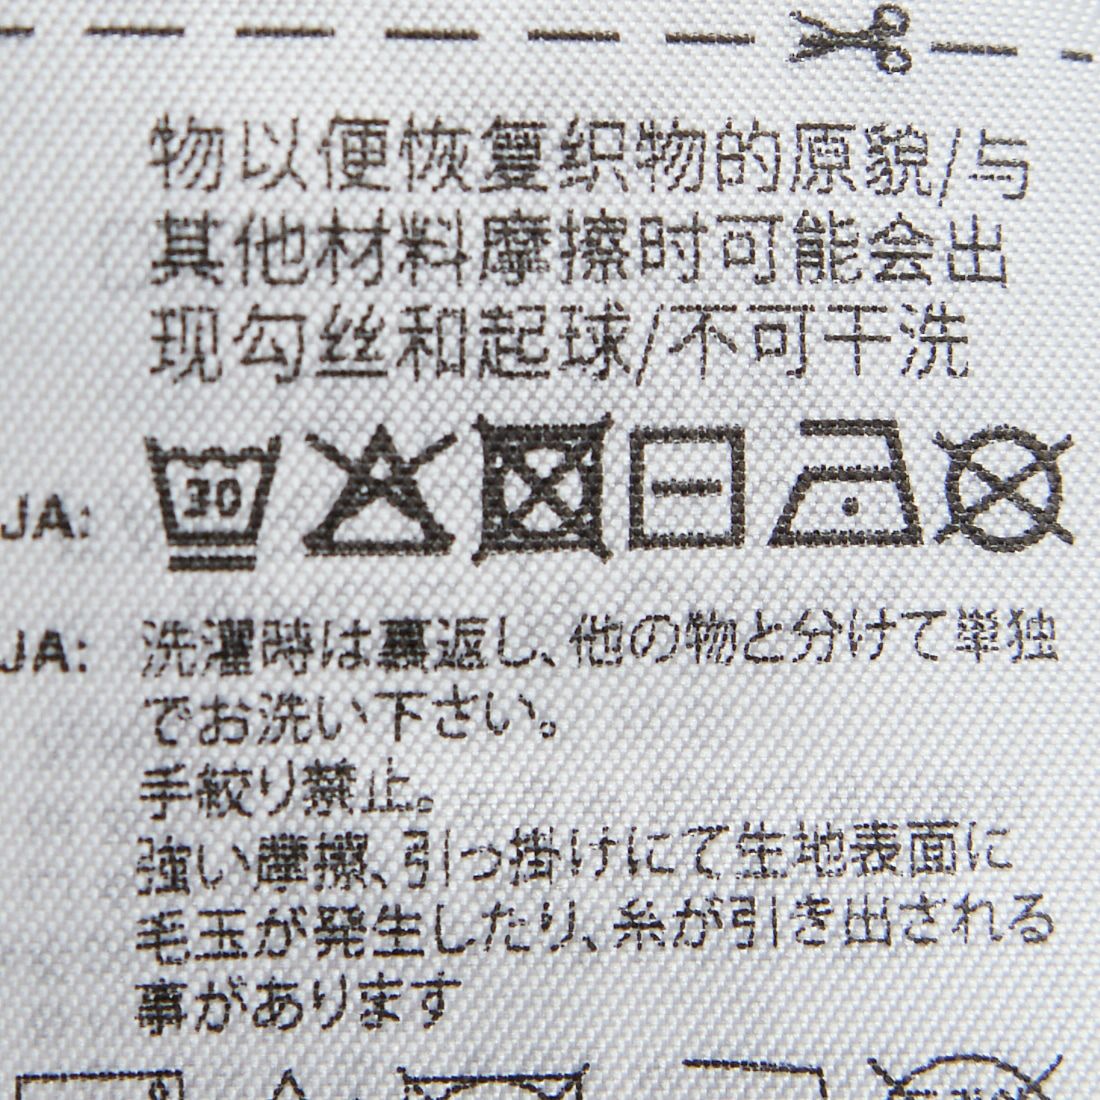 物以便恢复织物的原貌/与
其他材料摩擦时可能会出
现勾丝和起球/不可干洗
JA: 30
JA: 洗濯時は裏返し、他の物と分けて単独
でお洗い下さい。
手絞り禁止。
強い摩擦、引っ掛けにて生地表面に
毛玉が発生したり、糸が引き出される
事があります